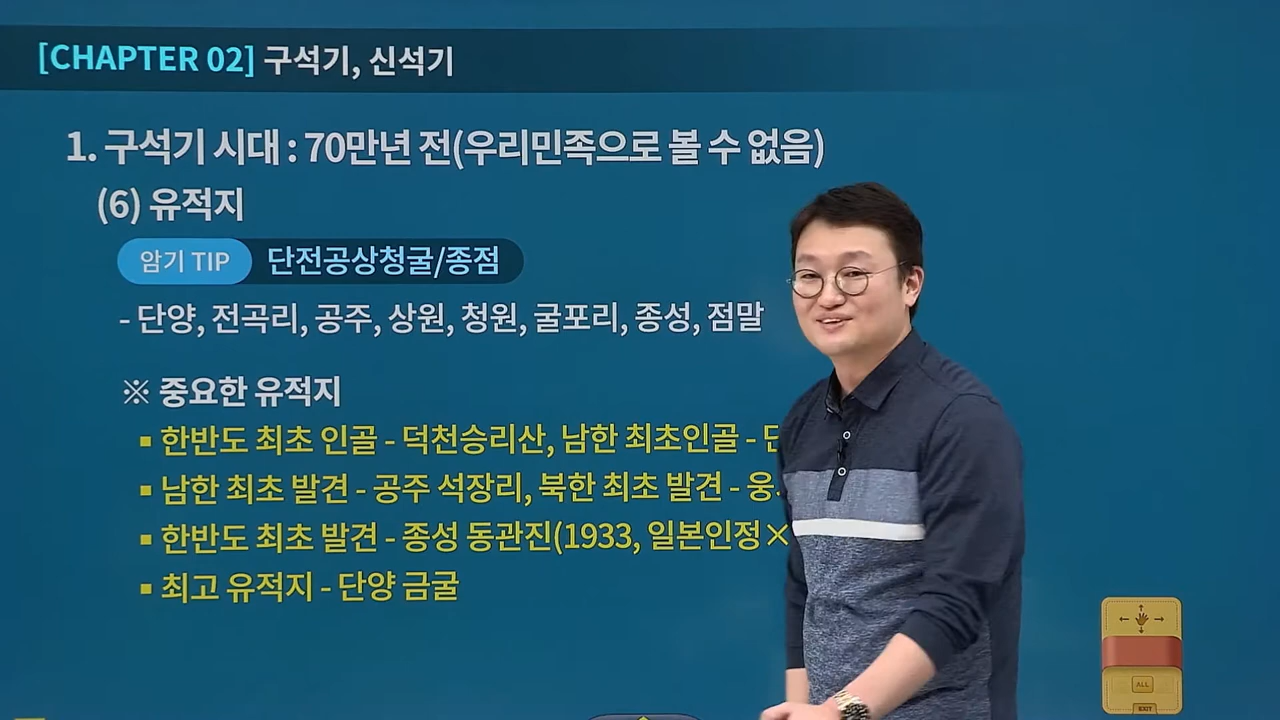 [CHAPTER 02] 구석기, 신석기
1. 구석기 시대 : 70만년 전(우리민족으로 볼 수 없음)
(6) 유적지
암기 TIP 단전공상청굴/종점
- 단양, 전곡리, 공주, 상원, 청원, 굴포리, 종성, 점말
※ 중요한 유적지
▪ 한반도 최초 인골 - 덕천승리산, 남한 최초인골 -
▪ 남한 최초 발견 - 공주 석장리, 북한 최초 발견 - 웅
▪ 한반도 최초 발견 - 종성 동관진(1933, 일본인정×
▪ 최고 유적지 - 단양 금굴
ALL
EXIT